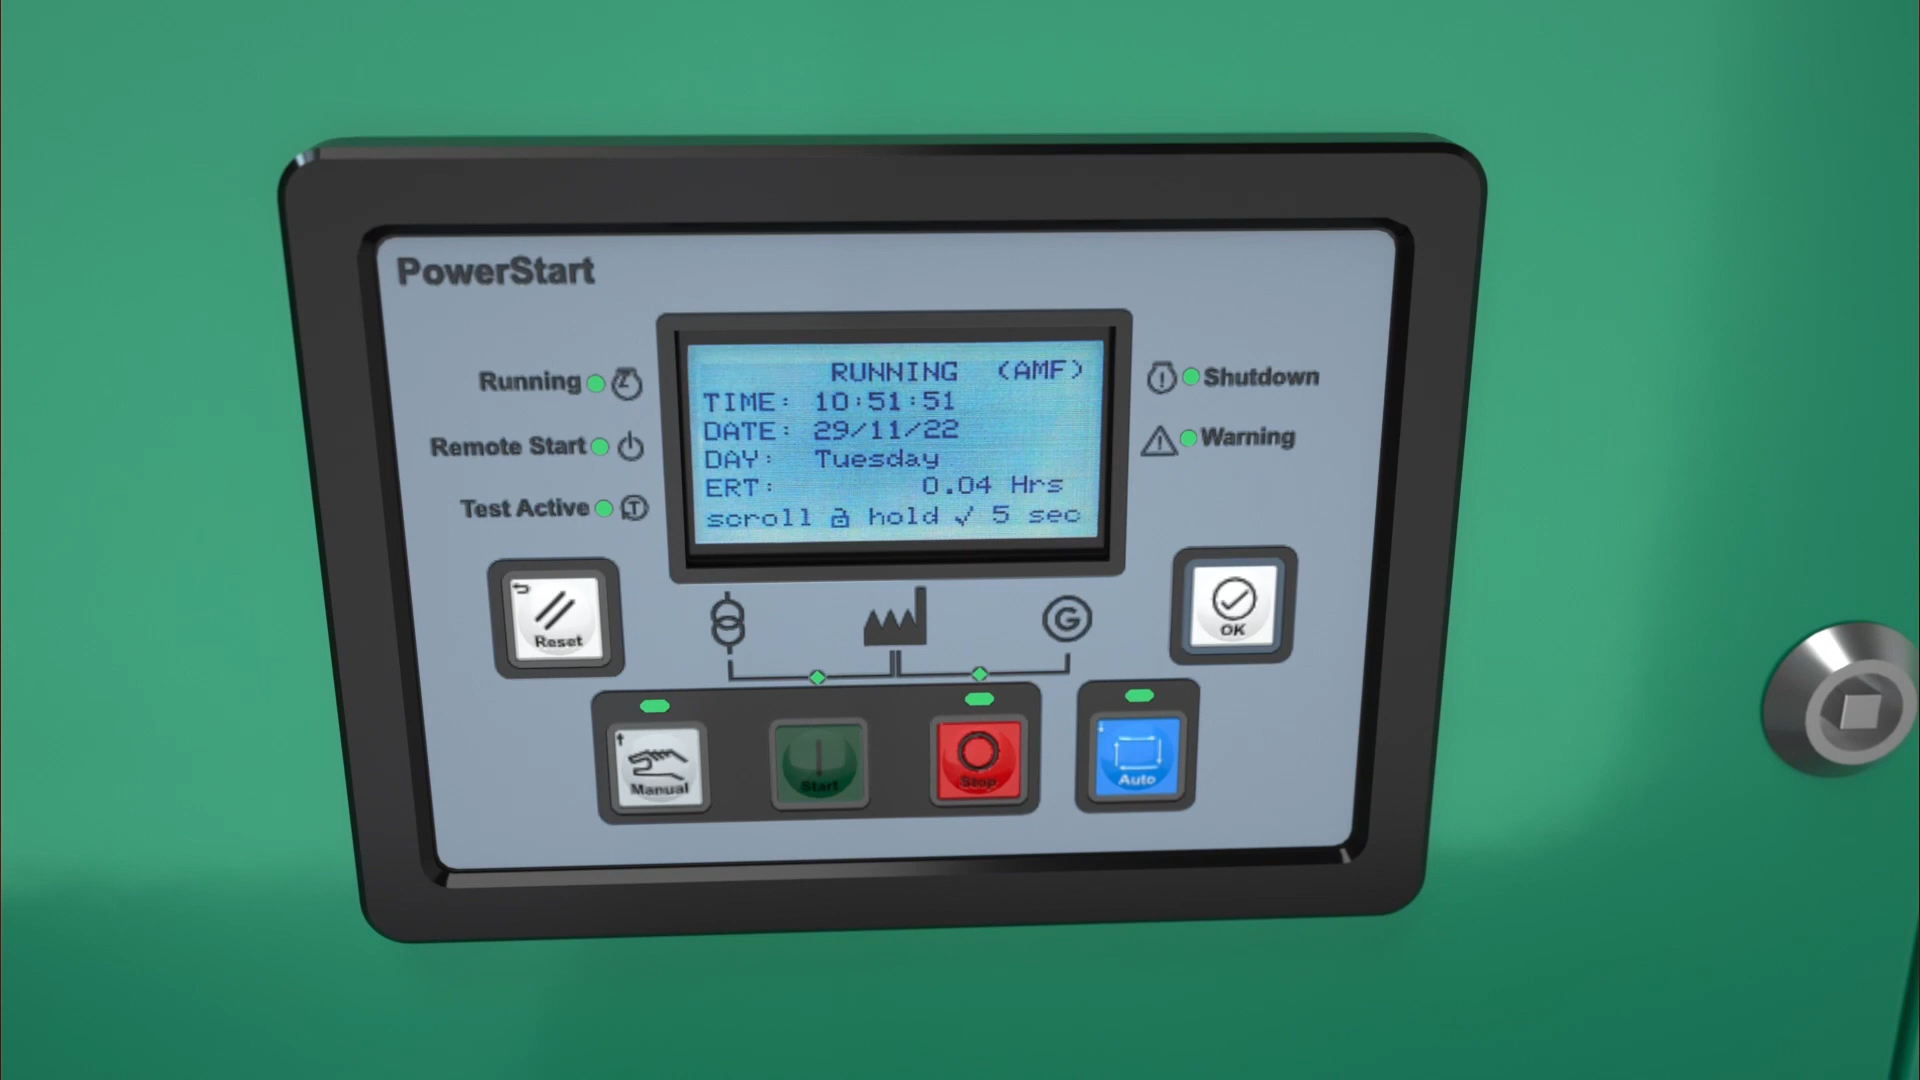 PowerStart
RUNNING (AMF)
TIME: 10:51:51
DATE: 29/11/22
DAY: Tuesday
ERT: 0.04 Hrs
scroll hold ✓ 5 sec
Running
Remote Start
Test Active
Shutdown
Warning
Reset
OK
G
Manual
Start
Stop
Auto